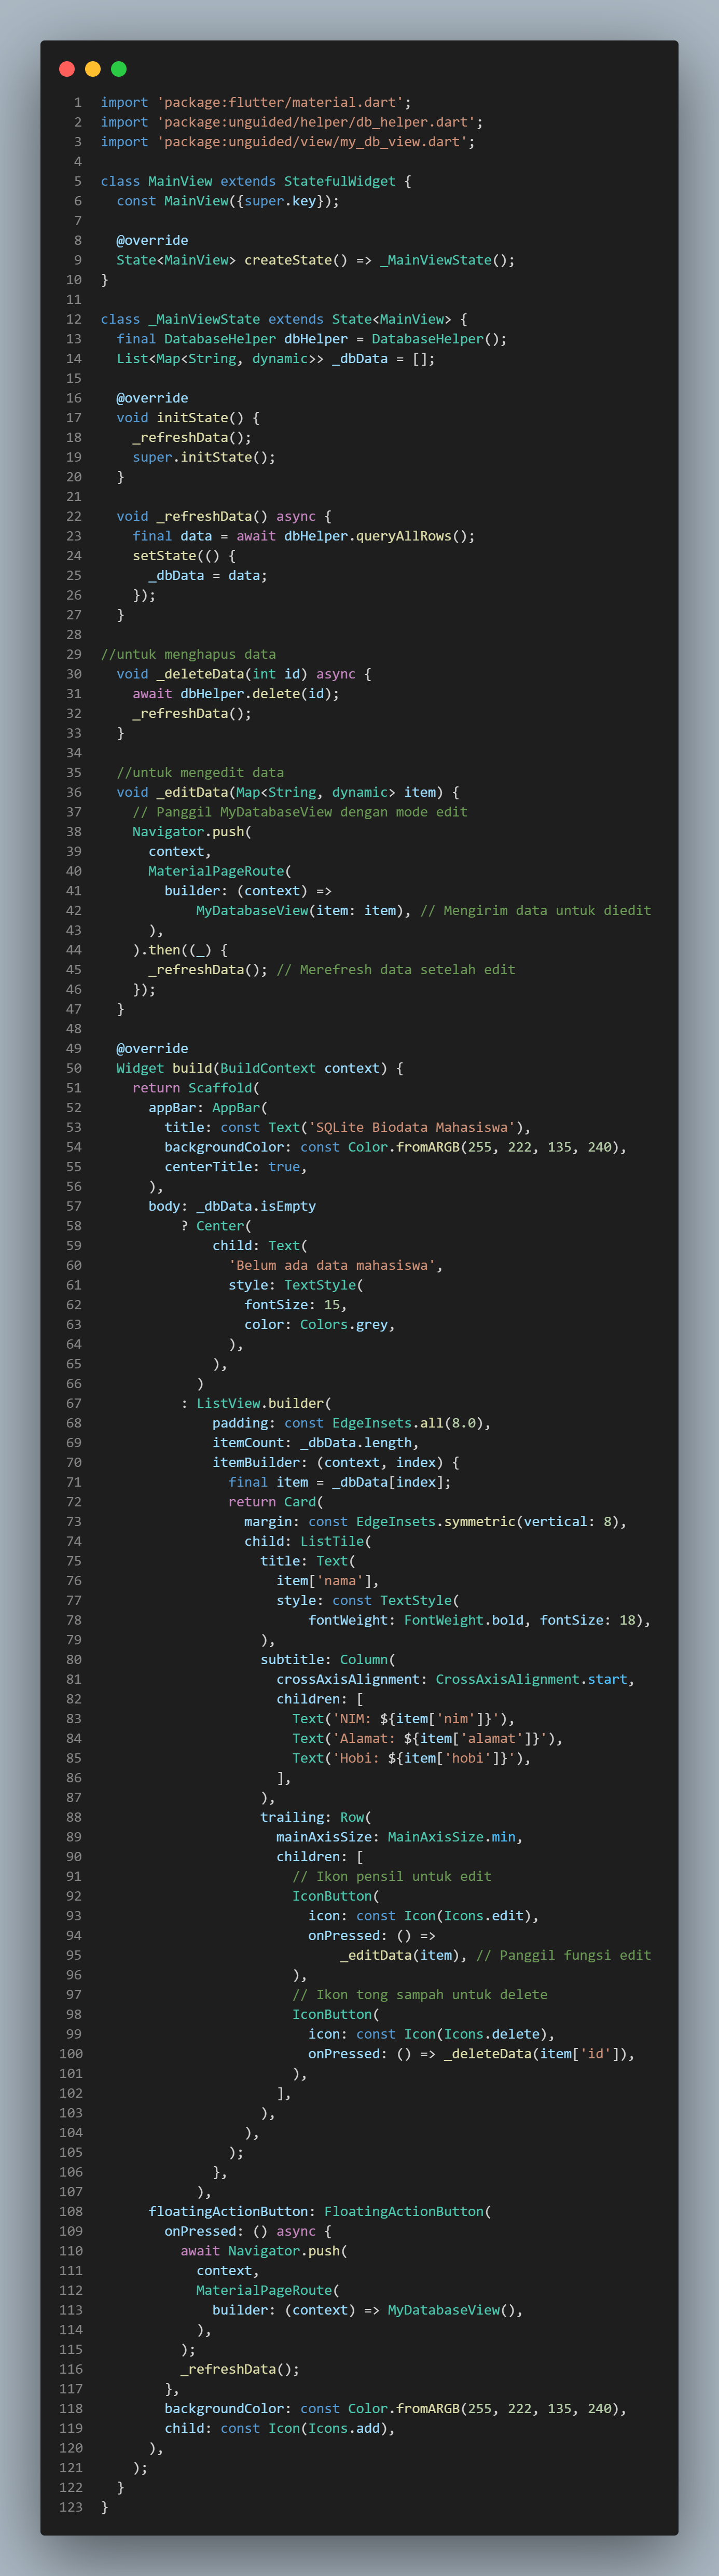 1 import 'package:flutter/material.dart';
2 import 'package:unguided/helper/db_helper.dart';
3 import 'package:unguided/view/my_db_view.dart';
4
5 class MainView extends StatefulWidget {
6   const MainView({super.key});
7
8   @override
9   State<MainView> createState() => _MainViewState();
10 }
11
12 class _MainViewState extends State<MainView> {
13   final DatabaseHelper dbHelper = DatabaseHelper();
14   List<Map<String, dynamic>> _dbData = [];
15
16   @override
17   void initState() {
18     _refreshData();
19     super.initState();
20   }
21
22   void _refreshData() async {
23     final data = await dbHelper.queryAllRows();
24     setState(() {
25       _dbData = data;
26     });
27   }
28
29 //untuk menghapus data
30   void _deleteData(int id) async {
31     await dbHelper.delete(id);
32     _refreshData();
33   }
34
35   //untuk mengedit data
36   void _editData(Map<String, dynamic> item) {
37     // Panggil MyDatabaseView dengan mode edit
38     Navigator.push(
39       context,
40       MaterialPageRoute(
41         builder: (context) =>
42             MyDatabaseView(item: item), // Mengirim data untuk diedit
43       ),
44     ).then((_) {
45       _refreshData(); // Merefresh data setelah edit
46     });
47   }
48
49   @override
50   Widget build(BuildContext context) {
51     return Scaffold(
52       appBar: AppBar(
53         title: const Text('SQLite Biodata Mahasiswa'),
54         backgroundColor: const Color.fromARGB(255, 222, 135, 240),
55         centerTitle: true,
56       ),
57       body: _dbData.isEmpty
58           ? Center(
59               child: Text(
60                 'Belum ada data mahasiswa',
61                 style: TextStyle(
62                   fontSize: 15,
63                   color: Colors.grey,
64                 ),
65               ),
66             )
67           : ListView.builder(
68               padding: const EdgeInsets.all(8.0),
69               itemCount: _dbData.length,
70               itemBuilder: (context, index) {
71                 final item = _dbData[index];
72                 return Card(
73                   margin: const EdgeInsets.symmetric(vertical: 8),
74                   child: ListTile(
75                     title: Text(
76                       item['nama'],
77                       style: const TextStyle(
78                           fontWeight: FontWeight.bold, fontSize: 18),
79                     ),
80                     subtitle: Column(
81                       crossAxisAlignment: CrossAxisAlignment.start,
82                       children: [
83                         Text('NIM: ${item['nim']}'),
84                         Text('Alamat: ${item['alamat']}'),
85                         Text('Hobi: ${item['hobi']}'),
86                       ],
87                     ),
88                     trailing: Row(
89                       mainAxisSize: MainAxisSize.min,
90                       children: [
91                         // Ikon pensil untuk edit
92                         IconButton(
93                           icon: const Icon(Icons.edit),
94                           onPressed: () =>
95                               _editData(item), // Panggil fungsi edit
96                         ),
97                         // Ikon tong sampah untuk delete
98                         IconButton(
99                           icon: const Icon(Icons.delete),
100                           onPressed: () => _deleteData(item['id']),
101                         ),
102                       ],
103                     ),
104                   ),
105                 );
106               },
107             ),
108       floatingActionButton: FloatingActionButton(
109         onPressed: () async {
110           await Navigator.push(
111             context,
112             MaterialPageRoute(
113               builder: (context) => MyDatabaseView(),
114             ),
115           );
116           _refreshData();
117         },
118         backgroundColor: const Color.fromARGB(255, 222, 135, 240),
119         child: const Icon(Icons.add),
120       ),
121     );
122   }
123 }